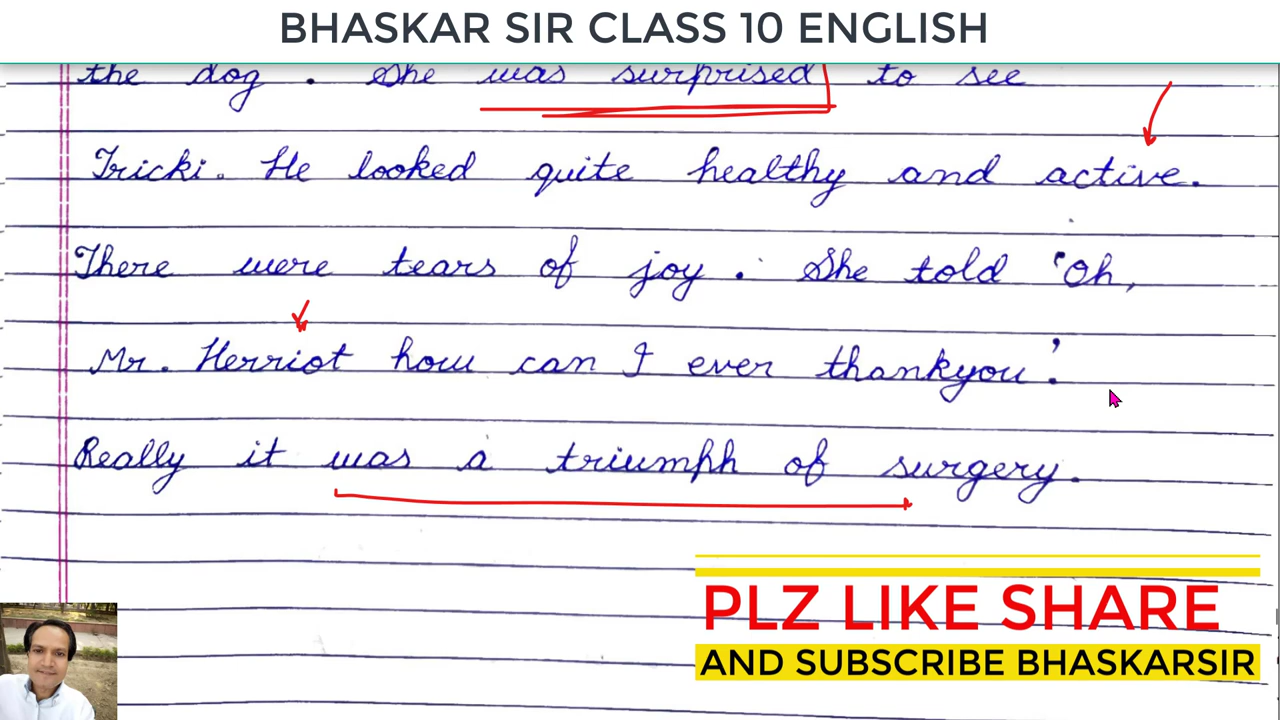 BHASKAR SIR CLASS 10 ENGLISH
the dog. She was surprised to see
Tricki. He looked quite healthy and active.
There were tears of joy. She told 'Oh,
Mr. Herriot how can I ever thankyou'.
Really it was a triumph of surgery.
PLZ LIKE SHARE
AND SUBSCRIBE BHASKARSIR